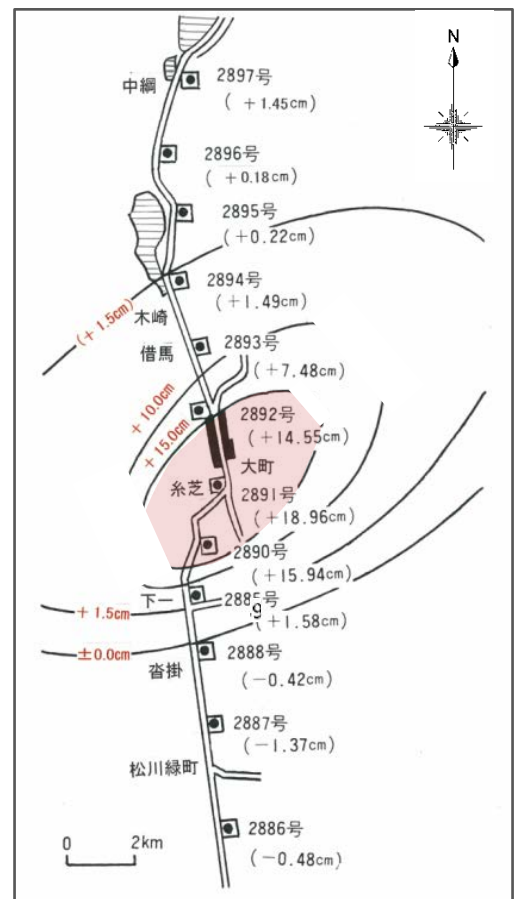 N
中綱
2897号
(+1.45cm)
2896号
(+0.18cm)
2895号
(+0.22cm)
2894号
(+1.49cm)
(+1.5cm)
木崎
借馬
2893号
(+7.48cm)
+10.0cm
+15.0cm
2892号
(+14.55cm)
大町
糸芝
2891号
(+18.96cm)
2890号
(+15.94cm)
下一
2889号
(+1.58cm)
+1.5cm
±0.0cm
2888号
(-0.42cm)
沓掛
2887号
(-1.37cm)
松川緑町
2886号
(-0.48cm)
0 2km